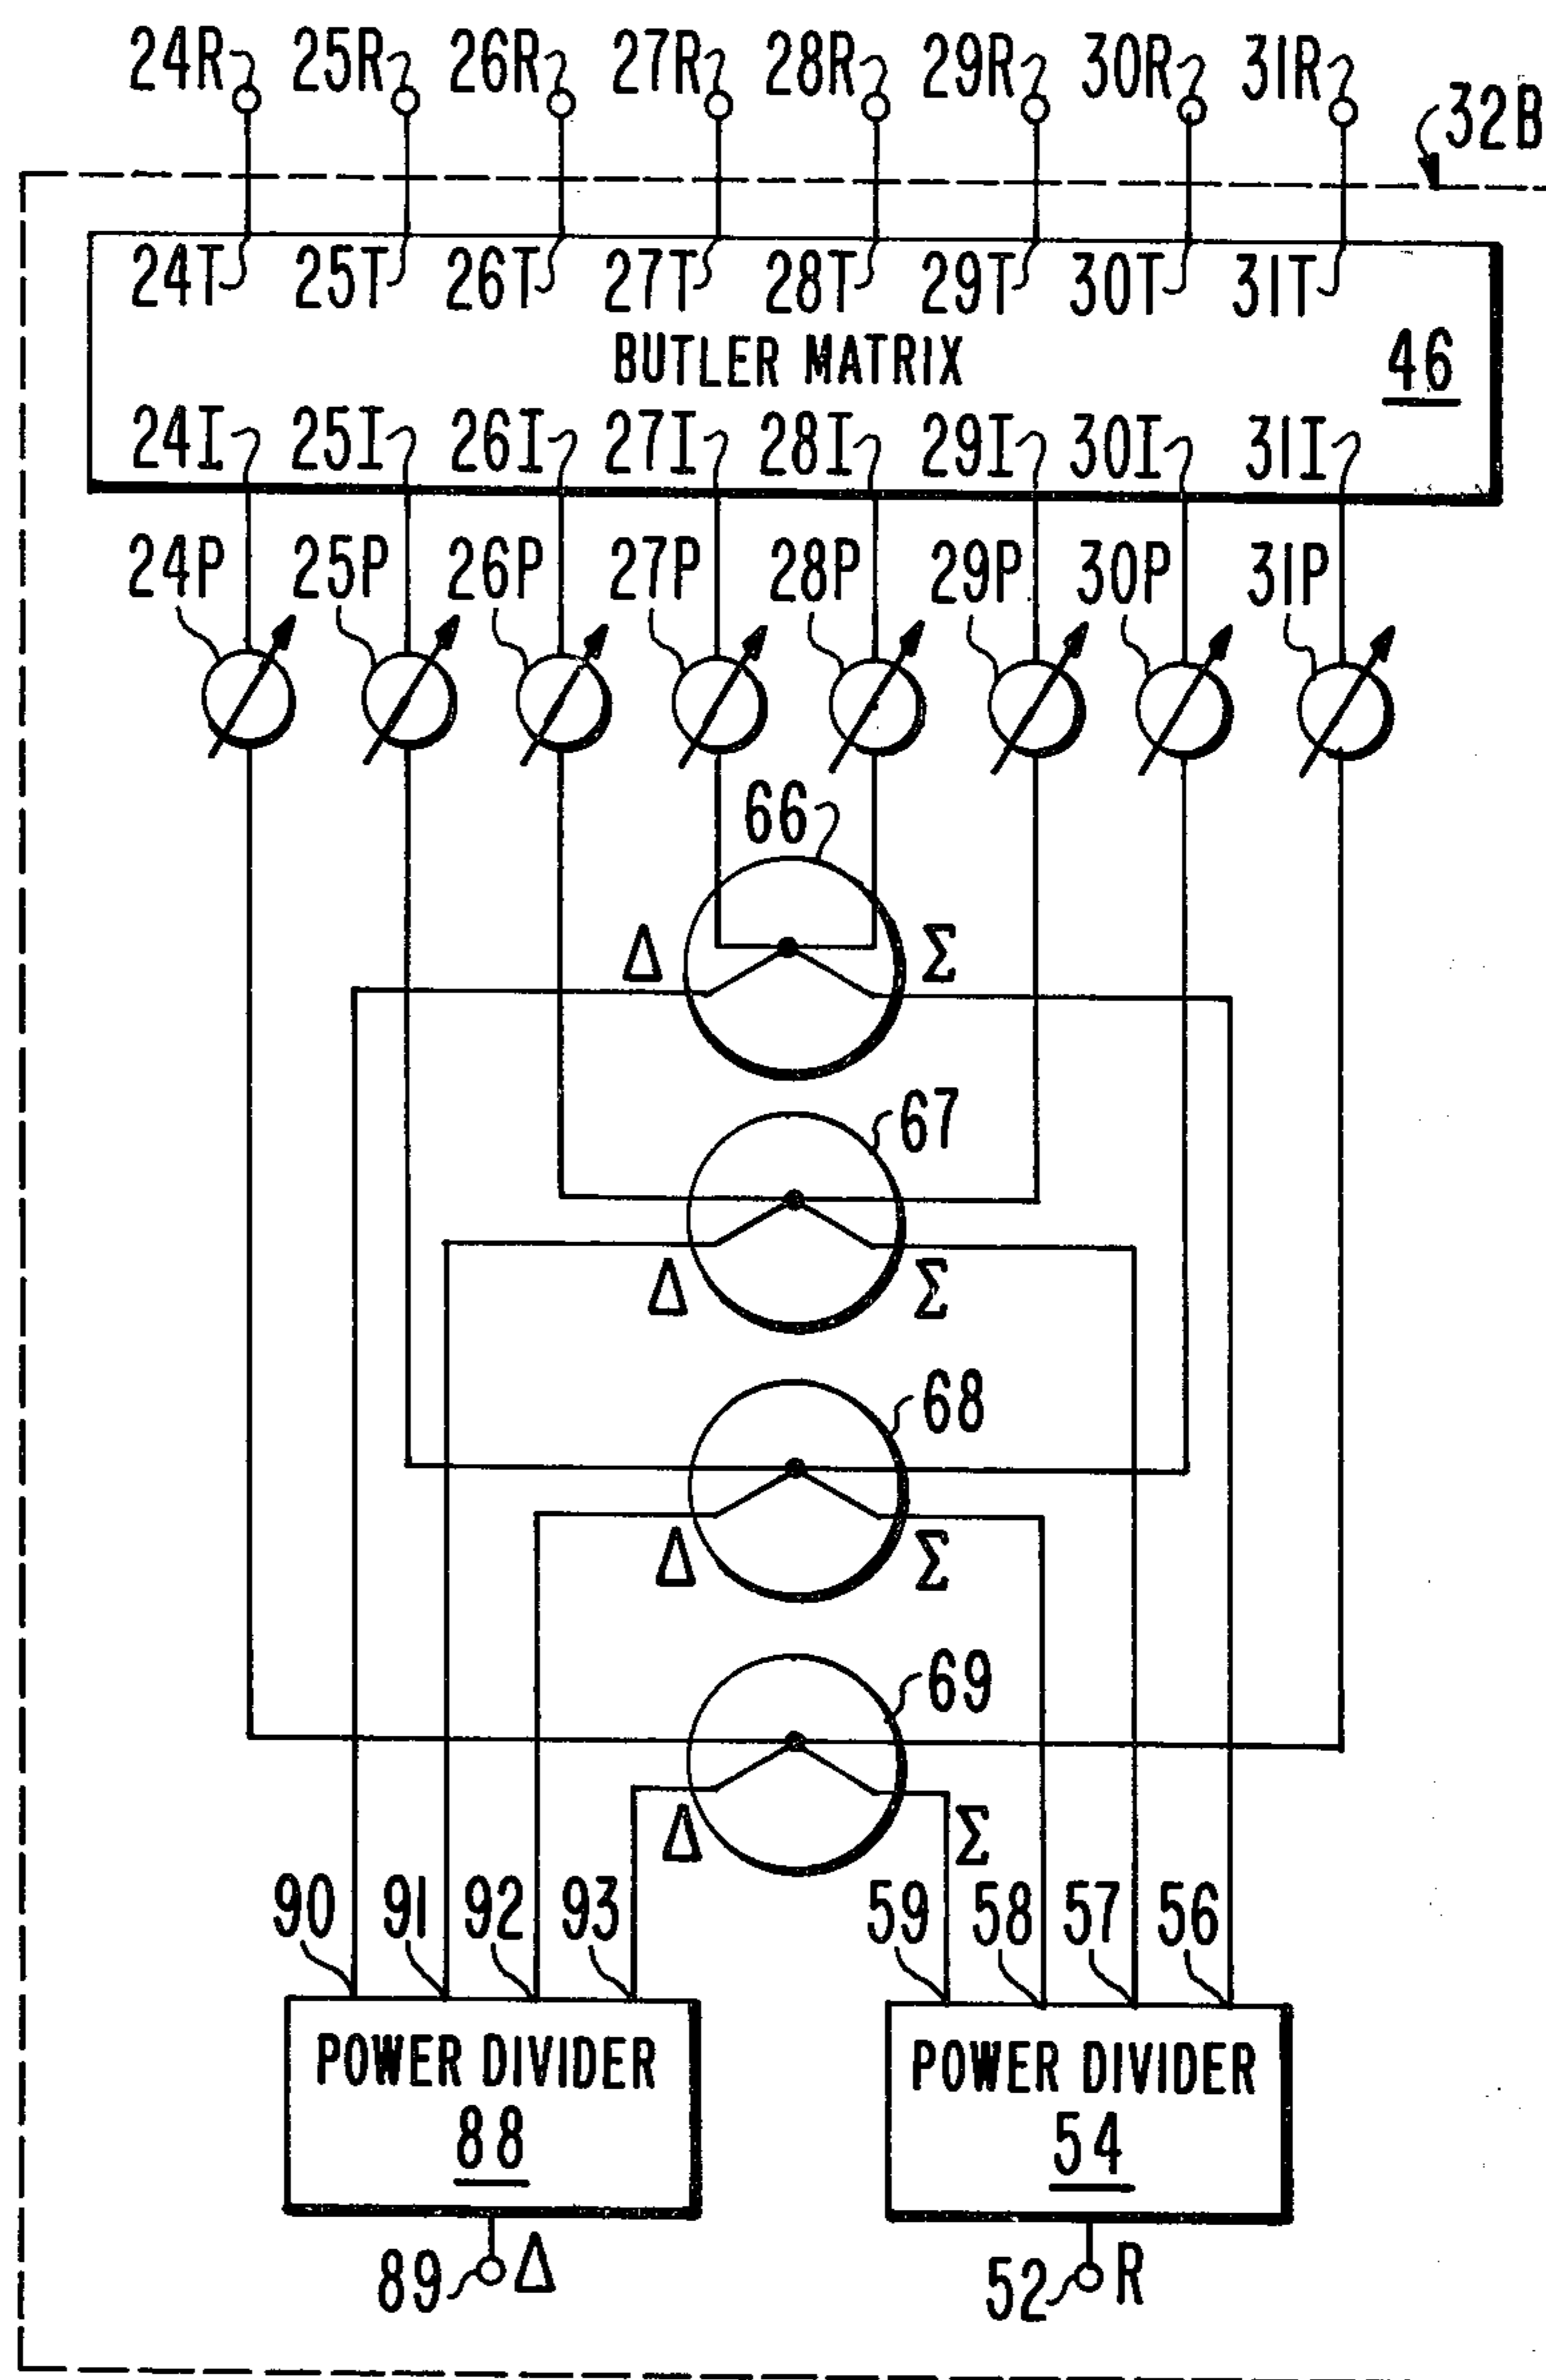 24R 25R 26R 27R 28R 29R 30R 31R
32B
24T 25T 26T 27T 28T 29T 30T 31T
BUTLER MATRIX
46
24I 25I 26I 27I 28I 29I 30I 31I
24P 25P 26P 27P 28P 29P 30P 31P
66
Δ Σ
67
Δ Σ
68
Δ Σ
69
Δ Σ
90 91 92 93 59 58 57 56
POWER DIVIDER POWER DIVIDER
88 54
89 Δ 52 R